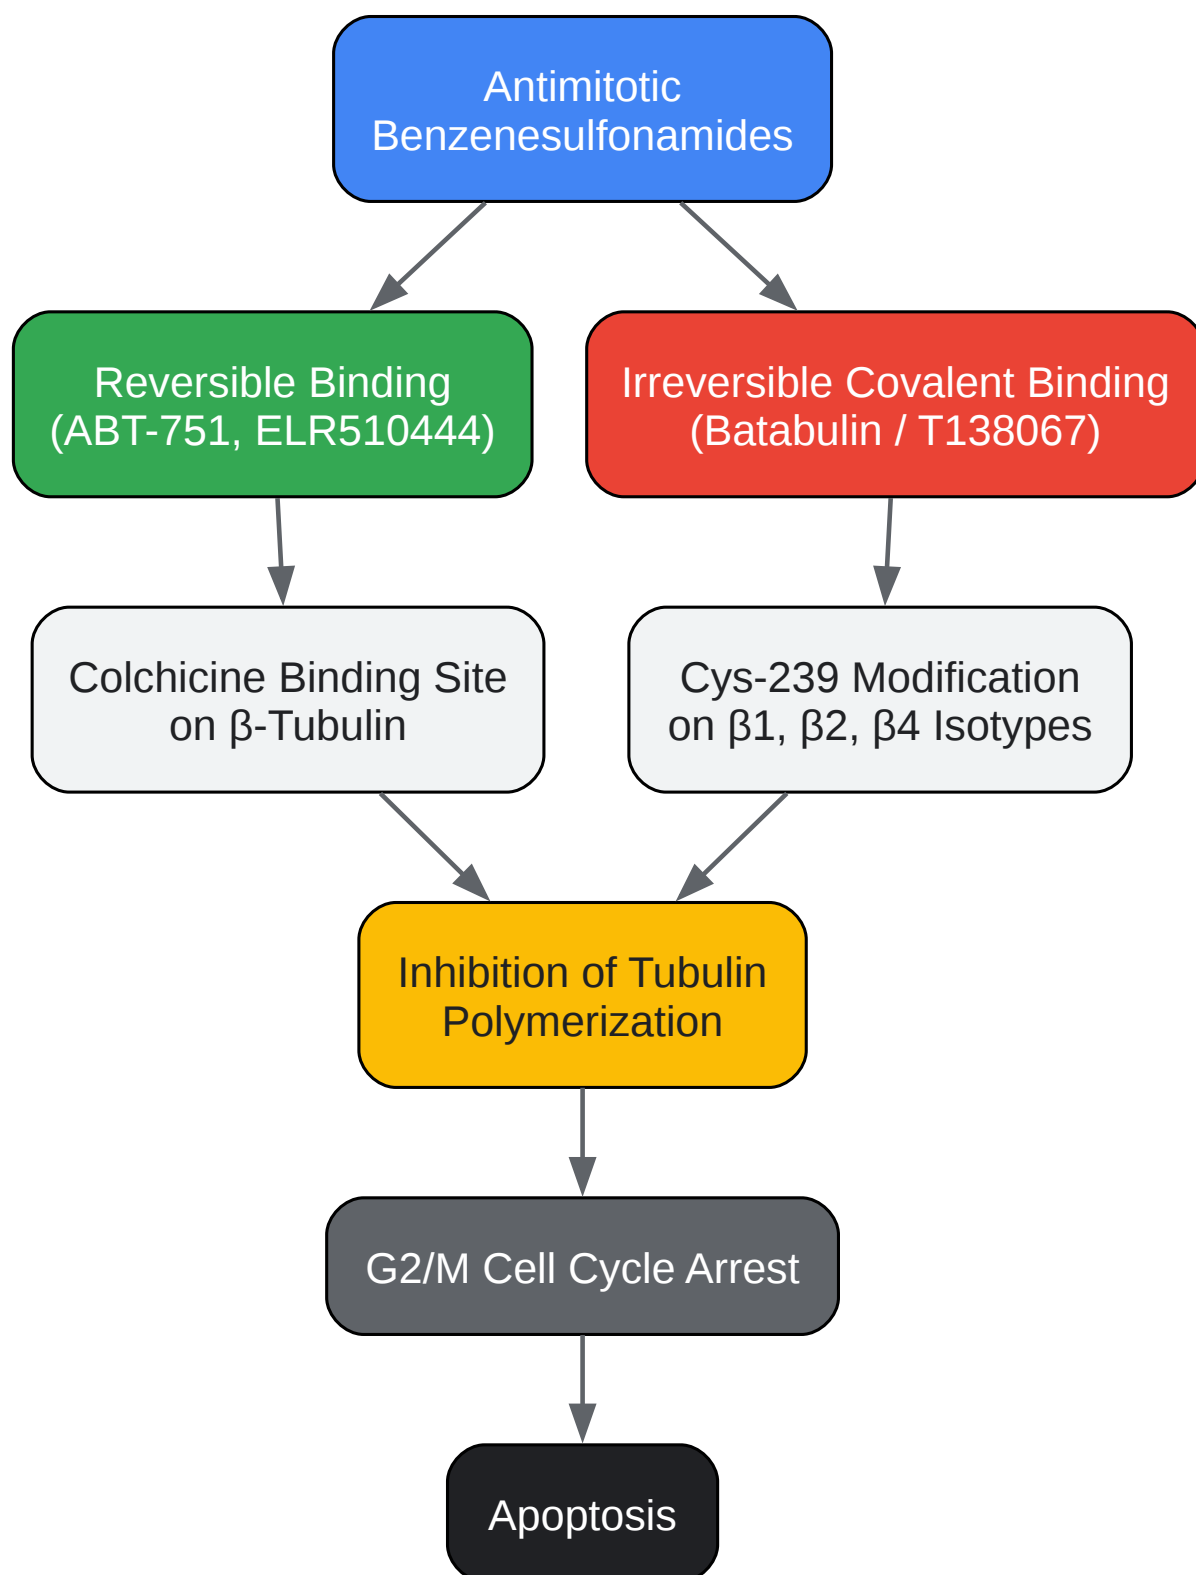 Antimitotic
Benzenesulfonamides
Reversible Binding
(ABT-751, ELR510444)
Irreversible Covalent Binding
(Batabulin / T138067)
Colchicine Binding Site
on β-Tubulin
Cys-239 Modification
on β1, β2, β4 Isotypes
Inhibition of Tubulin
Polymerization
G2/M Cell Cycle Arrest
Apoptosis